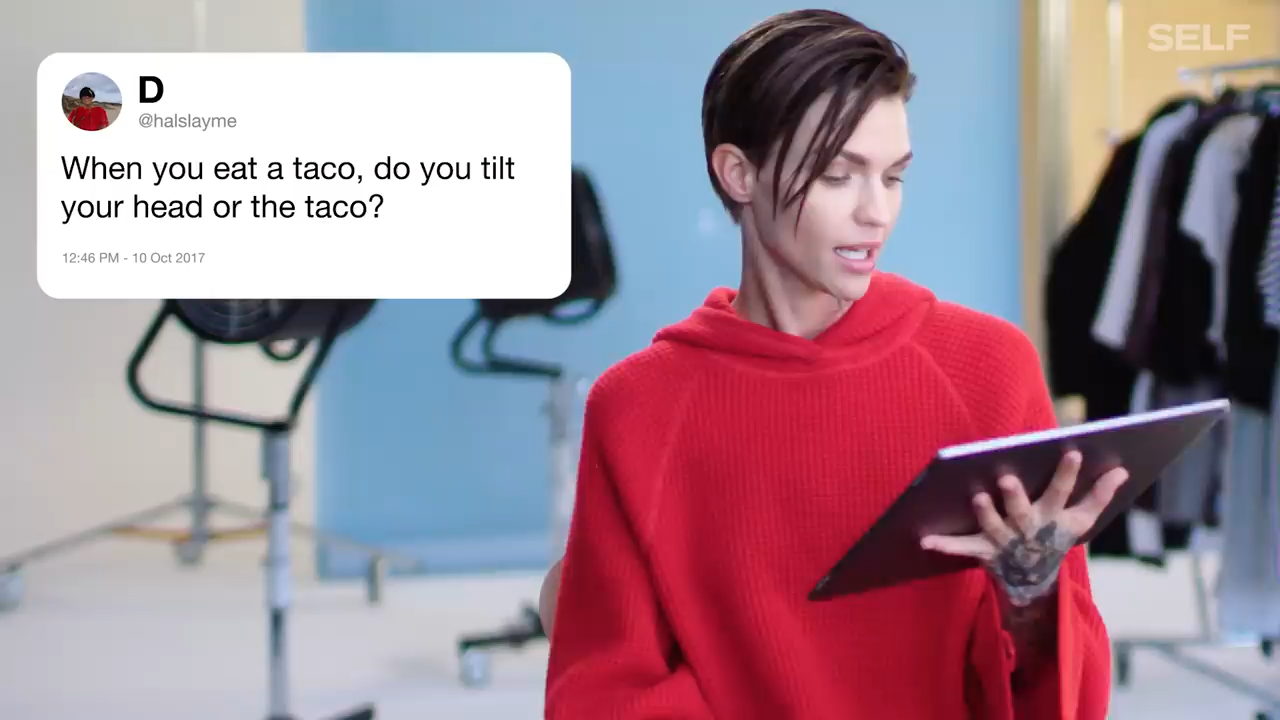 SELF
D
@halslayme
When you eat a taco, do you tilt
your head or the taco?
12:46 PM - 10 Oct 2017